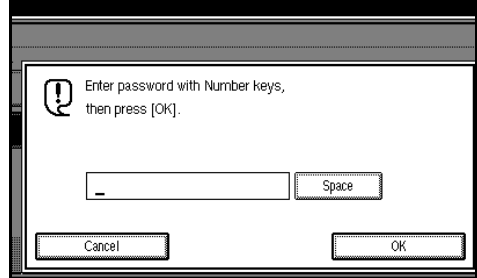 Enter password with Number keys,
then press [OK].
_
Space
Cancel
OK